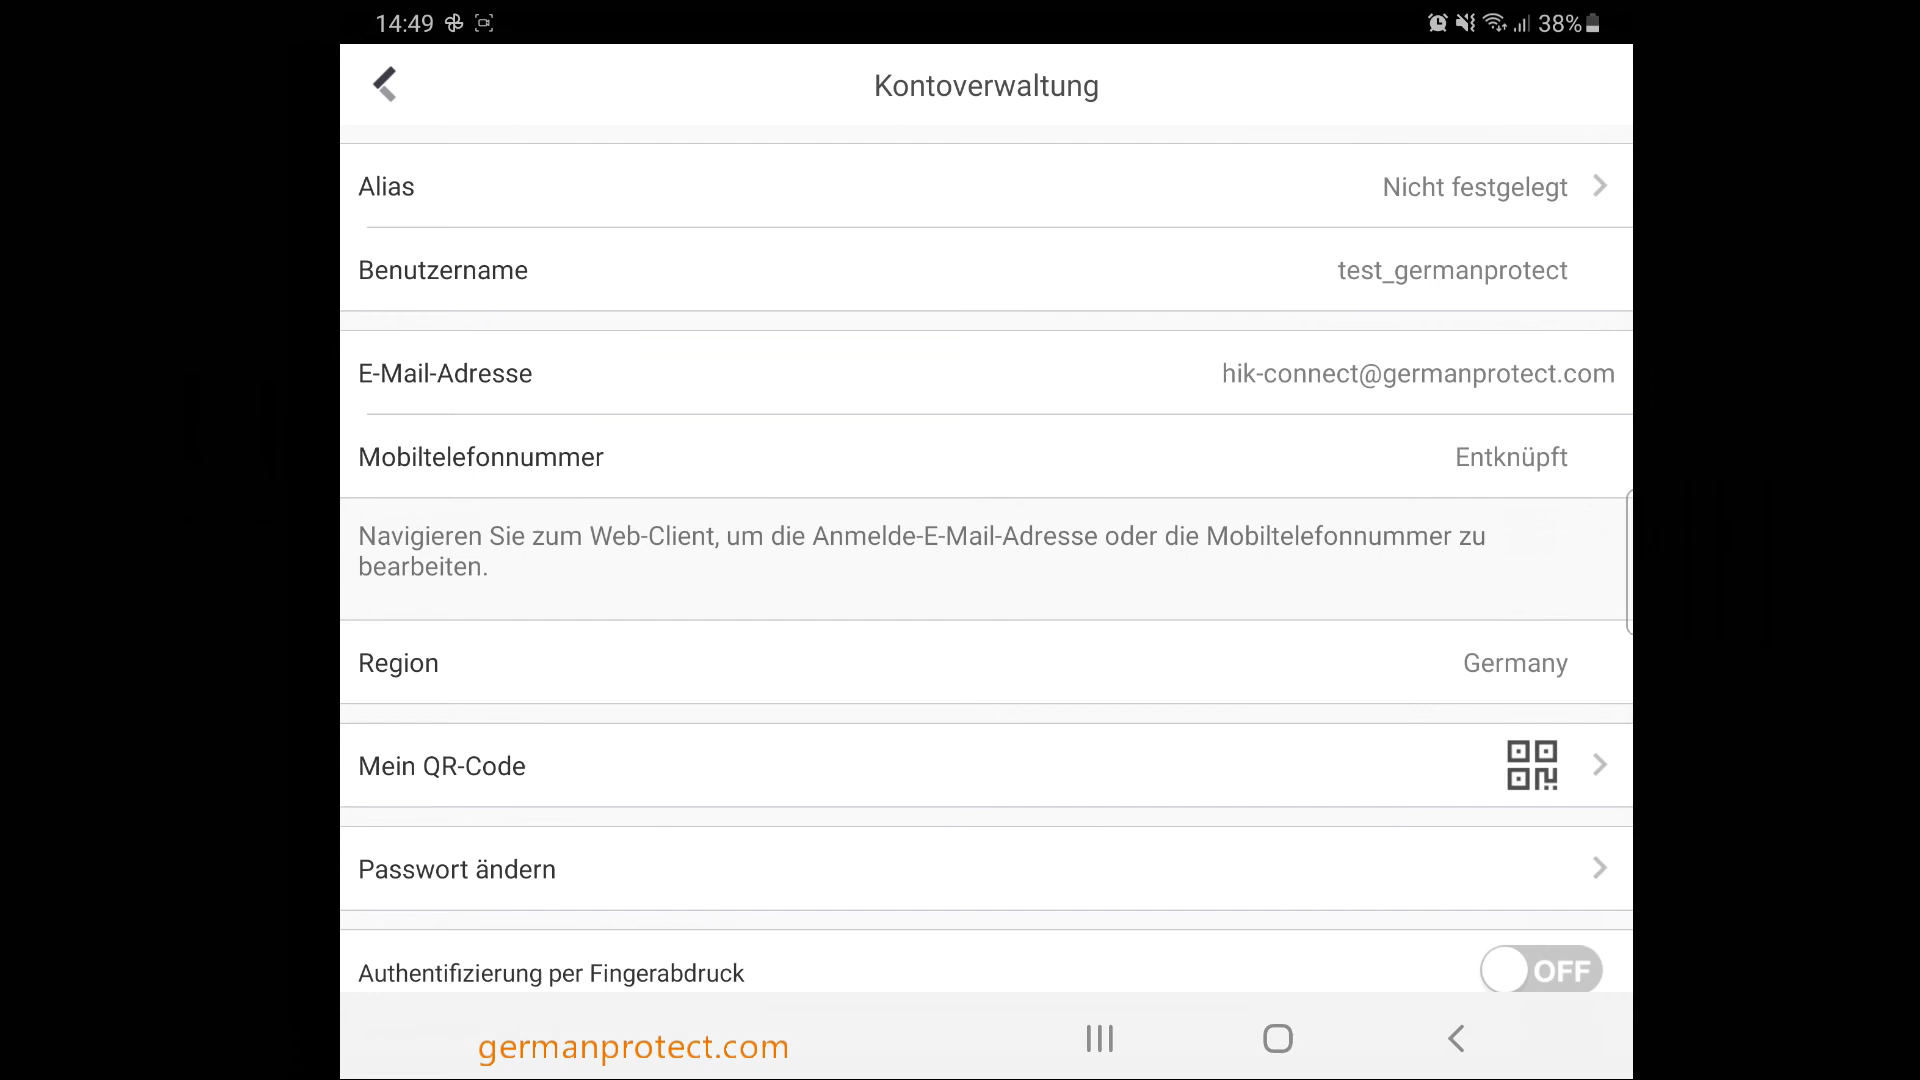 14:49 38%
Kontoverwaltung
Alias Nicht festgelegt
Benutzername test_germanprotect
E-Mail-Adresse hik-connect@germanprotect.com
Mobiltelefonnummer Entknüpft
Navigieren Sie zum Web-Client, um die Anmelde-E-Mail-Adresse oder die Mobiltelefonnummer zu
bearbeiten.
Region Germany
Mein QR-Code
Passwort ändern
Authentifizierung per Fingerabdruck OFF
germanprotect.com